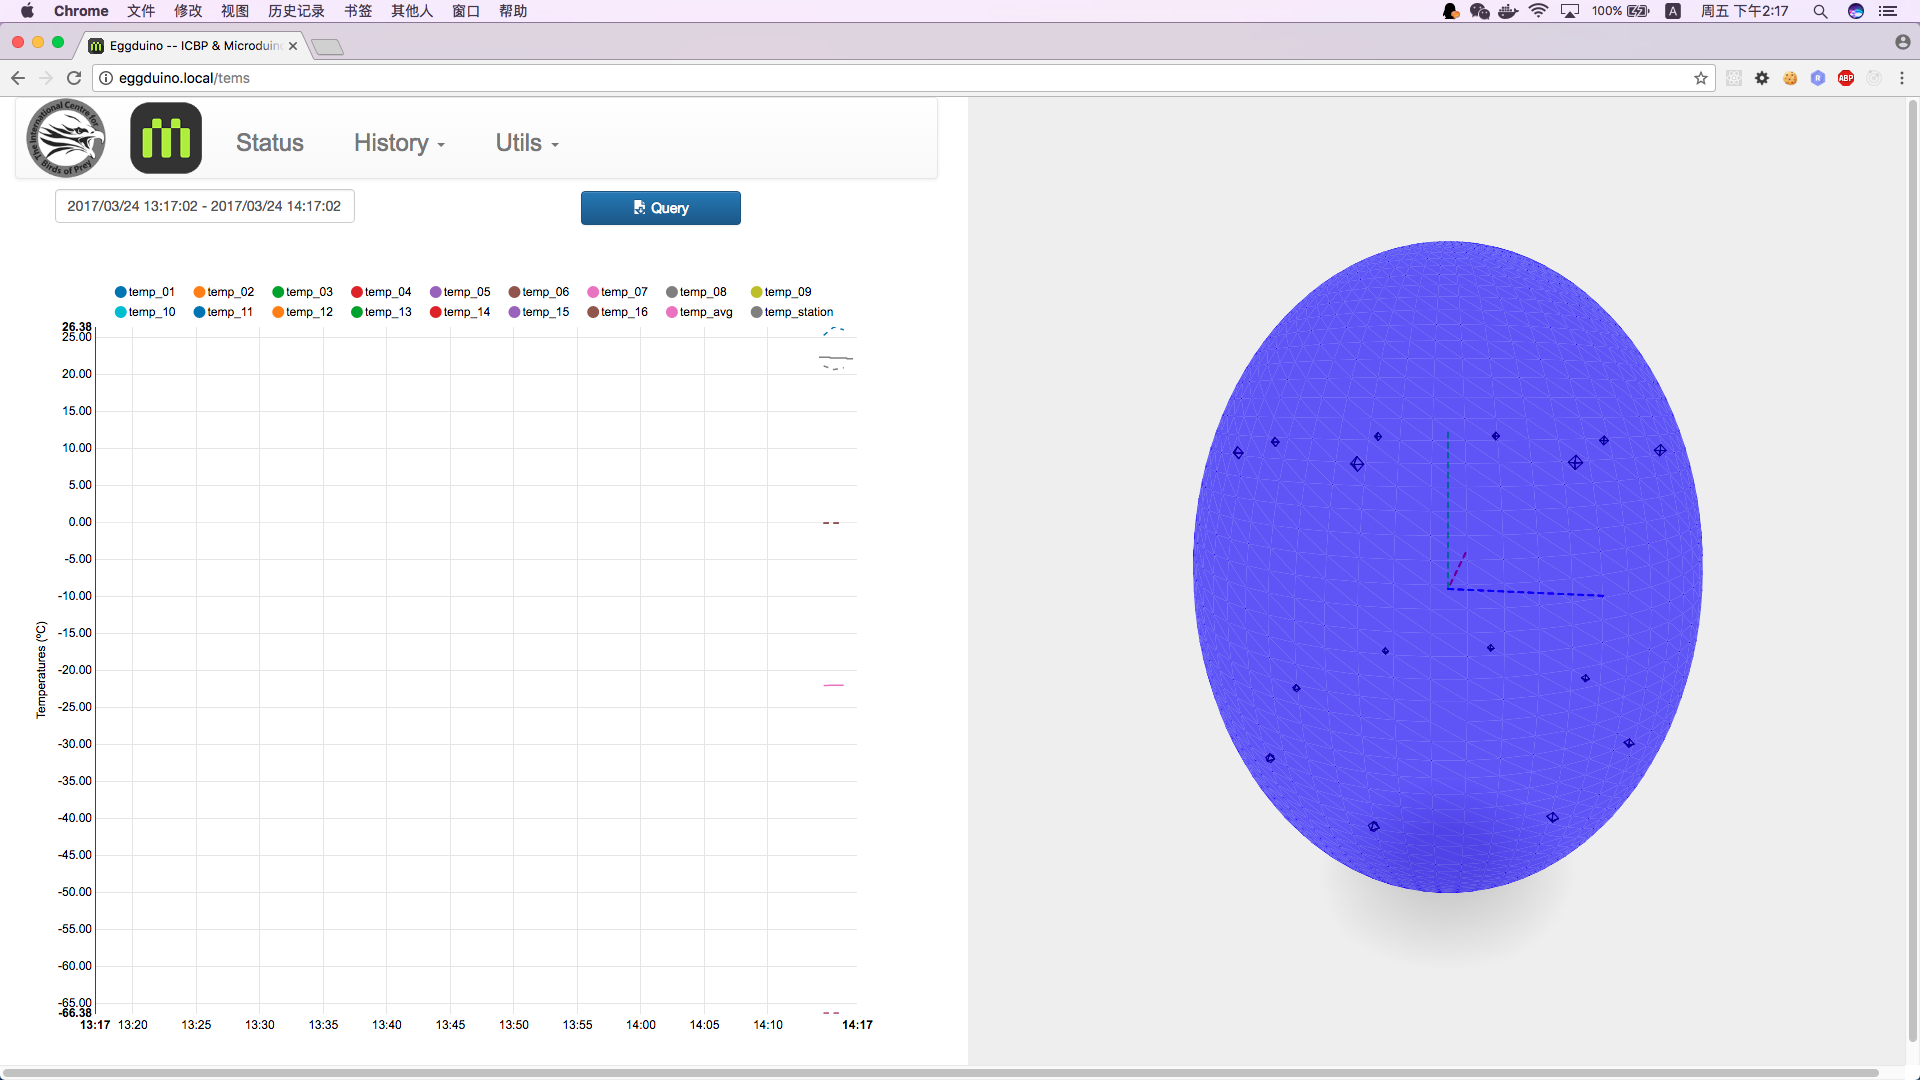 Chrome 文件 修改 视图 历史记录 书签 其他人 窗口 帮助 100% A 周五 下午2:17
Eggduino -- ICBP & Microduin
eggduino.local/tems
R ABP
The International Centre for Birds of Prey
Status History Utils
2017/03/24 13:17:02 - 2017/03/24 14:17:02 Query
temp_01 temp_02 temp_03 temp_04 temp_05 temp_06 temp_07 temp_08 temp_09
temp_10 temp_11 temp_12 temp_13 temp_14 temp_15 temp_16 temp_avg temp_station
26.38
25.00
20.00
15.00
10.00
5.00
0.00
-5.00
-10.00
-15.00
-20.00
-25.00
-30.00
-35.00
-40.00
-45.00
-50.00
-55.00
-60.00
-65.00
-66.38
Temperatures (ºC)
13:17 13:20 13:25 13:30 13:35 13:40 13:45 13:50 13:55 14:00 14:05 14:10 14:17